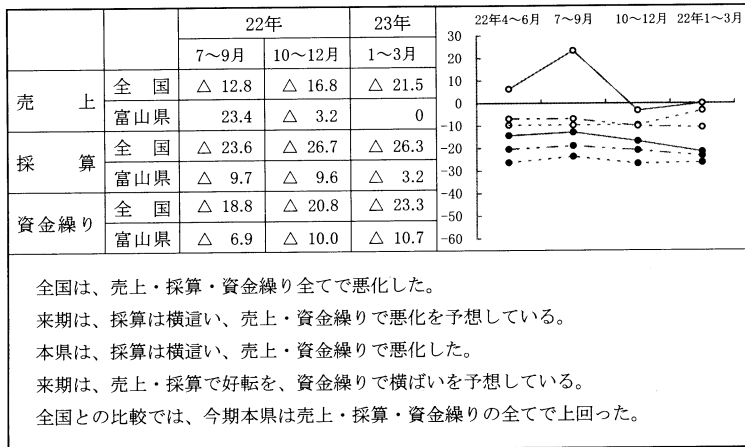 22年 23年
7～9月 10～12月 1～3月
売上 全国 △ 12.8 △ 16.8 △ 21.5
富山県 23.4 △ 3.2 0
採算 全国 △ 23.6 △ 26.7 △ 26.3
富山県 △ 9.7 △ 9.6 △ 3.2
資金繰り 全国 △ 18.8 △ 20.8 △ 23.3
富山県 △ 6.9 △ 10.0 △ 10.7
22年4～6月 7～9月 10～12月 22年1～3月
30
20
10
0
-10
-20
-30
-40
-50
-60
全国は、売上・採算・資金繰り全てで悪化した。
来期は、採算は横這い、売上・資金繰りで悪化を予想している。
本県は、採算は横這い、売上・資金繰りで悪化した。
来期は、売上・採算で好転を、資金繰りで横ばいを予想している。
全国との比較では、今期本県は売上・採算・資金繰りの全てで上回った。